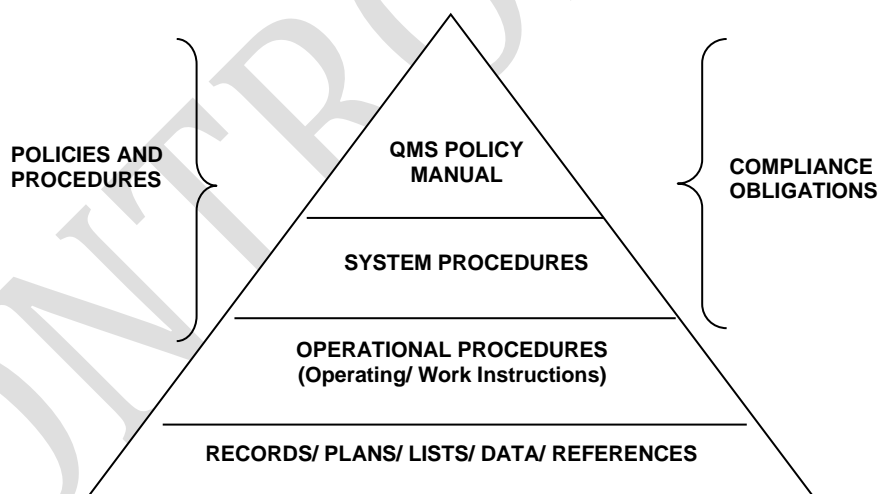 POLICIES AND
PROCEDURES
QMS POLICY
MANUAL
COMPLIANCE
OBLIGATIONS
SYSTEM PROCEDURES
OPERATIONAL PROCEDURES
(Operating/ Work Instructions)
RECORDS/ PLANS/ LISTS/ DATA/ REFERENCES
ONTRO